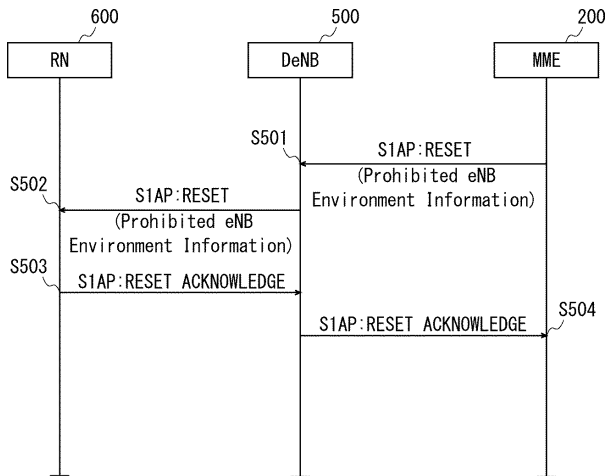 600
500
200
RN
DeNB
MME
S501
S1AP:RESET
(Prohibited eNB
Environment Information)
S502
S1AP:RESET
(Prohibited eNB
Environment Information)
S503
S1AP:RESET ACKNOWLEDGE
S1AP:RESET ACKNOWLEDGE
S504